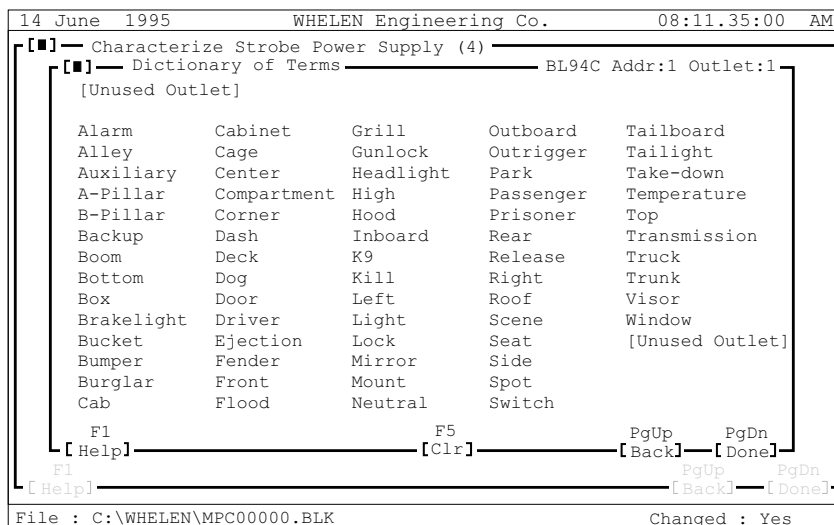 14 June 1995 WHELEN Engineering Co. 08:11.35:00 AM
[■] Characterize Strobe Power Supply (4)
[■] Dictionary of Terms BL94C Addr:1 Outlet:1
[Unused Outlet]
Alarm Cabinet Grill Outboard Tailboard
Alley Cage Gunlock Outrigger Tailight
Auxiliary Center Headlight Park Take-down
A-Pillar Compartment High Passenger Temperature
B-Pillar Corner Hood Prisoner Top
Backup Dash Inboard Rear Transmission
Boom Deck K9 Release Truck
Bottom Dog Kill Right Trunk
Box Door Left Roof Visor
Brakelight Driver Light Scene Window
Bucket Ejection Lock Seat [Unused Outlet]
Bumper Fender Mirror Side
Burglar Front Mount Spot
Cab Flood Neutral Switch
F1 F5 PgUp PgDn
[Help] [Clr] [Back] [Done]
F1 PgUp PgDn
[Help] [Back] [Done]
File : C:\WHELEN\MPC00000.BLK Changed : Yes